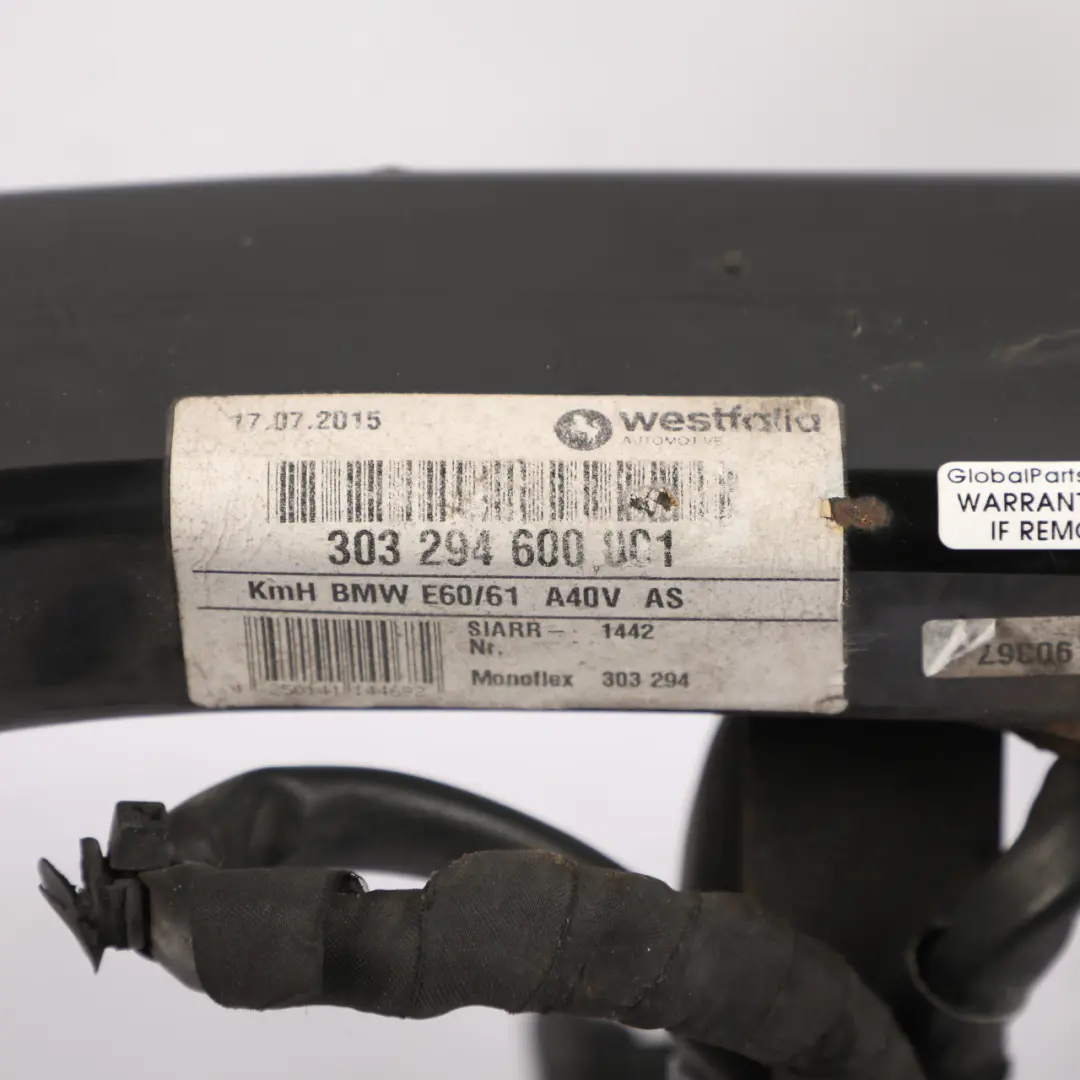 17.07.2015
westfalia
AUTOMOTIVE
303 294 600 001
KmH BMW E60/61 A40V AS
SIARR- 1442
Nr.
Monoflex 303 294
GlobalParts
WARRANT
IF REMO